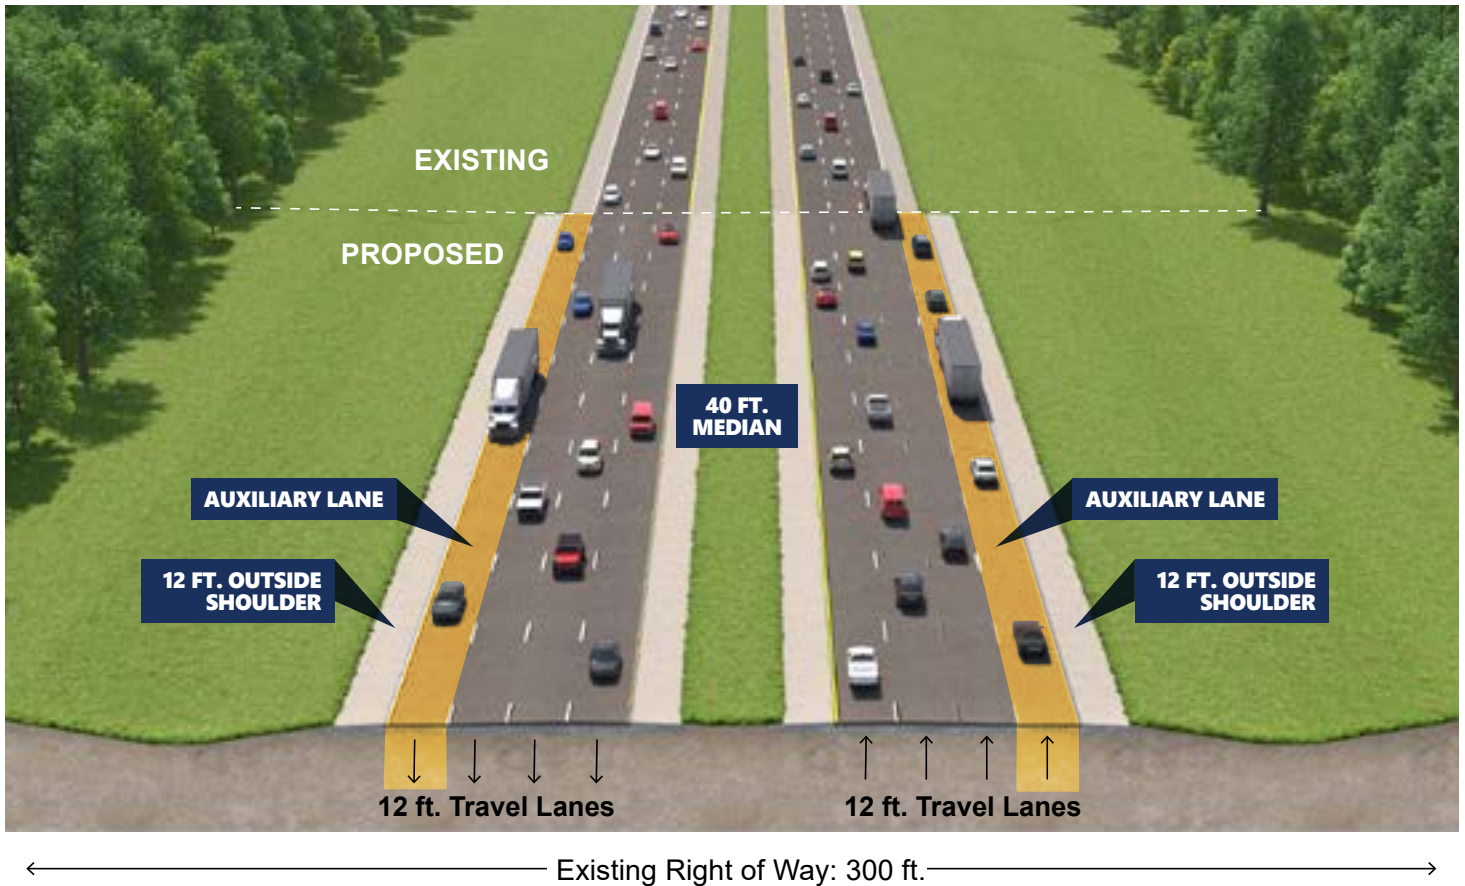 EXISTING
PROPOSED
40 FT.
MEDIAN
AUXILIARY LANE
AUXILIARY LANE
12 FT. OUTSIDE
SHOULDER
12 FT. OUTSIDE
SHOULDER
12 ft. Travel Lanes
12 ft. Travel Lanes
Existing Right of Way: 300 ft.